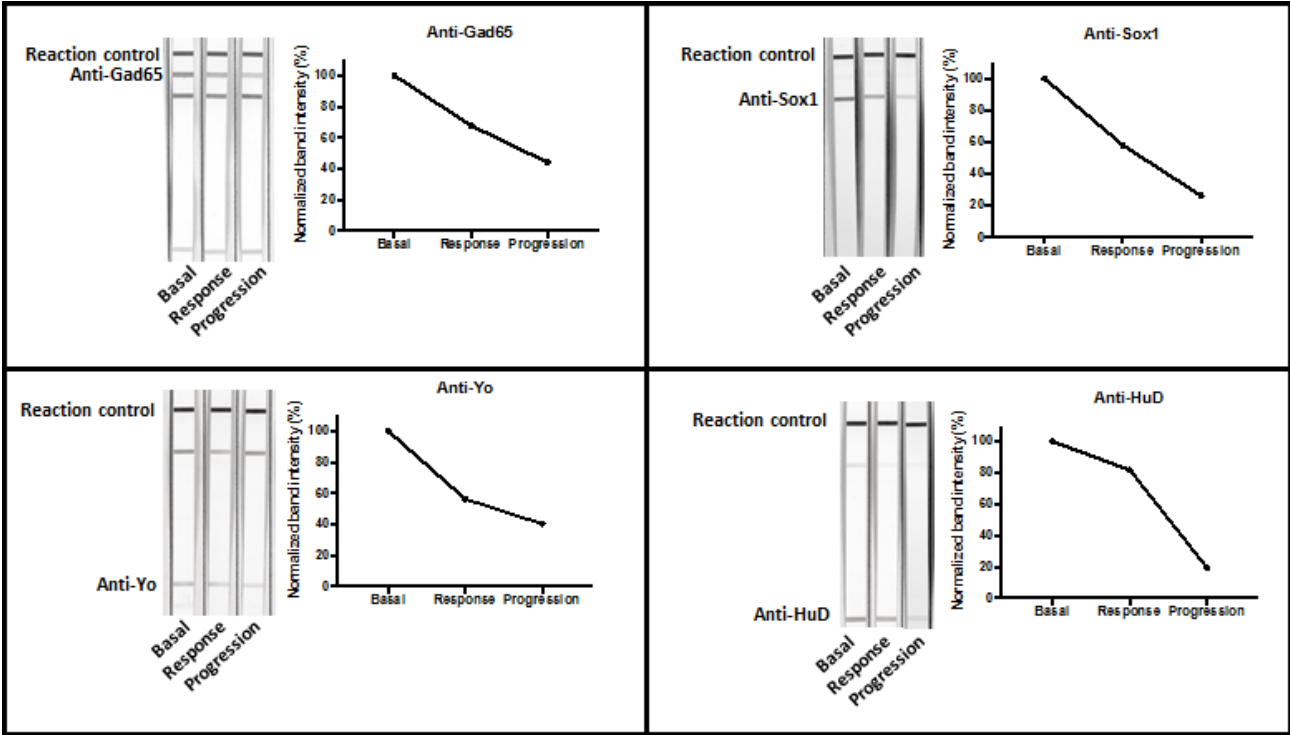 Anti-Gad65
Reaction control
Anti-Gad65
Normalized band intensity (%)
100
80
60
40
20
0
Basal Response Progression
Basal
Response
Progression
Anti-Sox1
Reaction control
Anti-Sox1
Normalized band intensity (%)
100
80
60
40
20
0
Basal Response Progression
Basal
Response
Progression
Anti-Yo
Reaction control
Anti-Yo
Normalized band intensity (%)
100
80
60
40
20
0
Basal Response Progression
Basal
Response
Progression
Anti-HuD
Reaction control
Anti-HuD
Normalized band intensity (%)
100
80
60
40
20
0
Basal Response Progression
Basal
Response
Progression